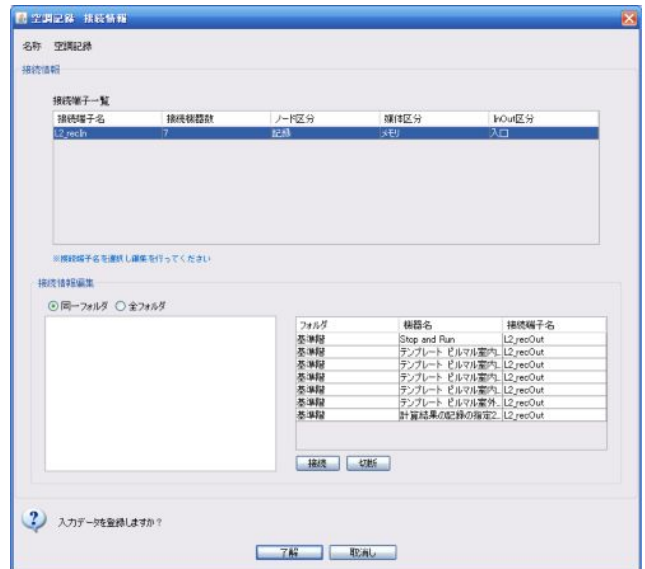 空調記録 接続情報
名称 空調記録
接続情報
接続端子一覧
接続端子名 接続機器数 ノード区分 媒体区分 InOut区分
L2_recIn 7 記録 メモリ 入口
※接続端子名を選択し編集を行ってください
接続情報編集
同一フォルダ 全フォルダ
フォルダ 機器名 接続端子名
基準階 Stop and Run L2_recOut
基準階 テンプレート ビルマル室内... L2_recOut
基準階 テンプレート ビルマル室内... L2_recOut
基準階 テンプレート ビルマル室内... L2_recOut
基準階 テンプレート ビルマル室内... L2_recOut
基準階 テンプレート ビルマル室外... L2_recOut
基準階 計算結果の記録の指定2... L2_recOut
接続 切断
入力データを登録しますか？
了解 取消し